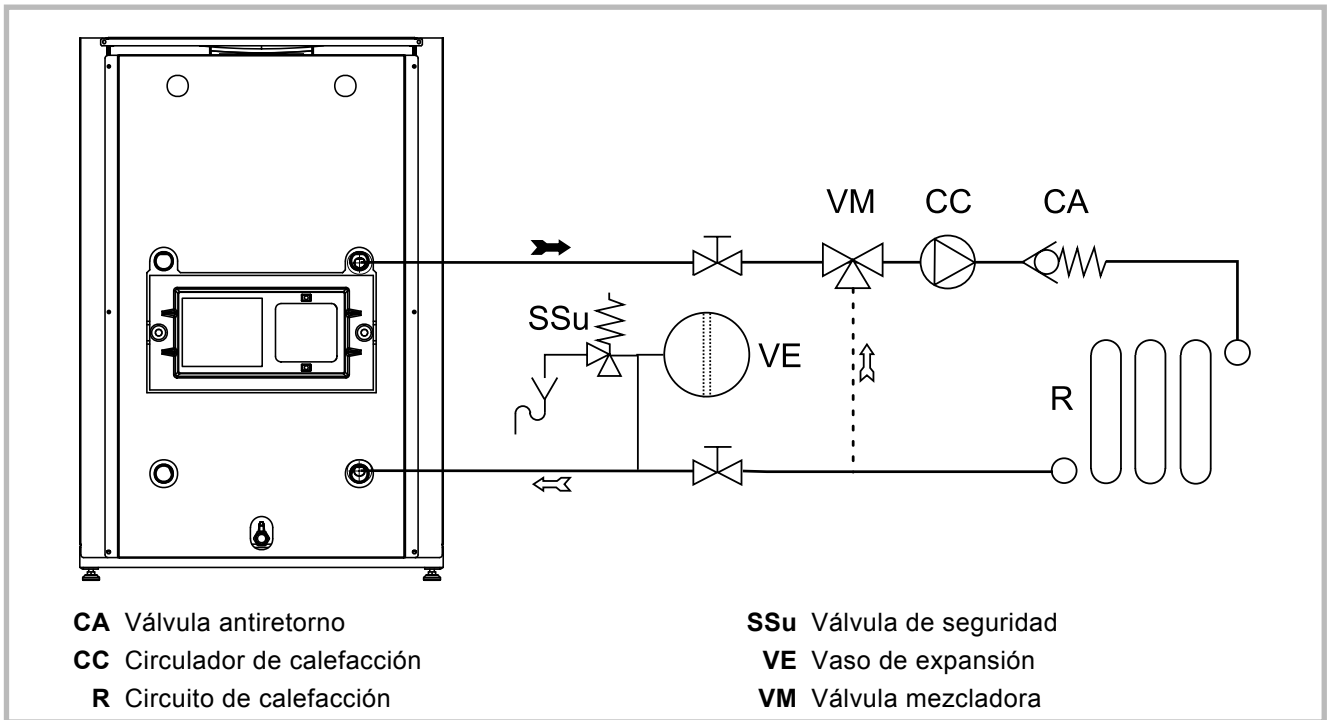 VM CC CA
SSu
VE
R
CA Válvula antiretorno
CC Circulador de calefacción
R Circuito de calefacción
SSu Válvula de seguridad
VE Vaso de expansión
VM Válvula mezcladora